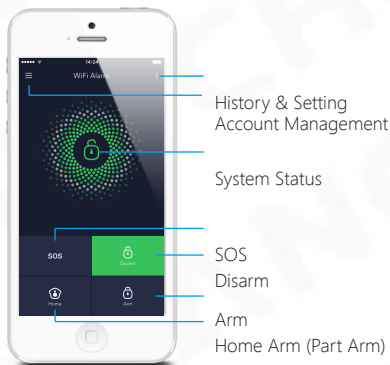 14:24
WiFi Alarm
History & Setting
Account Management
System Status
SOS
Disarm
SOS
Disarm
Home
Arm
Arm
Home Arm (Part Arm)